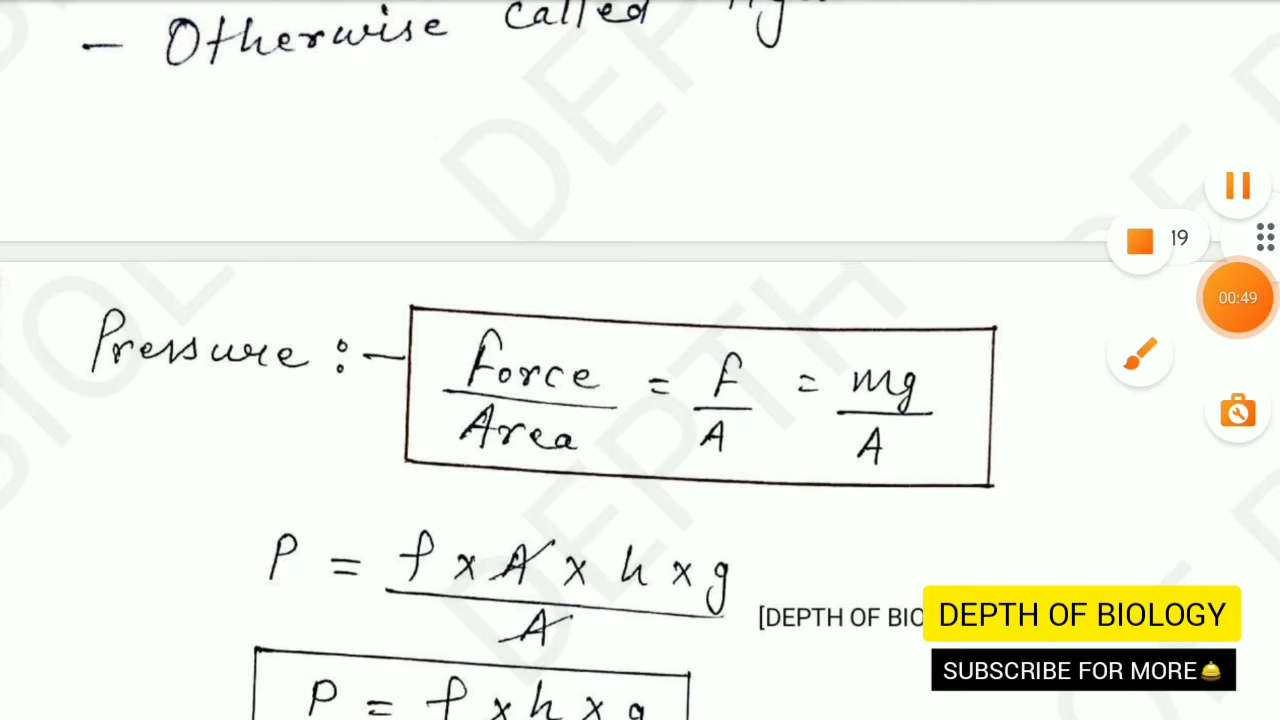 - Otherwise called
19
00:49
Pressure :- Force / Area = F / A = mg / A
P = f x A x h x g / A
[DEPTH OF BIO
DEPTH OF BIOLOGY
SUBSCRIBE FOR MORE
P = f x h x g